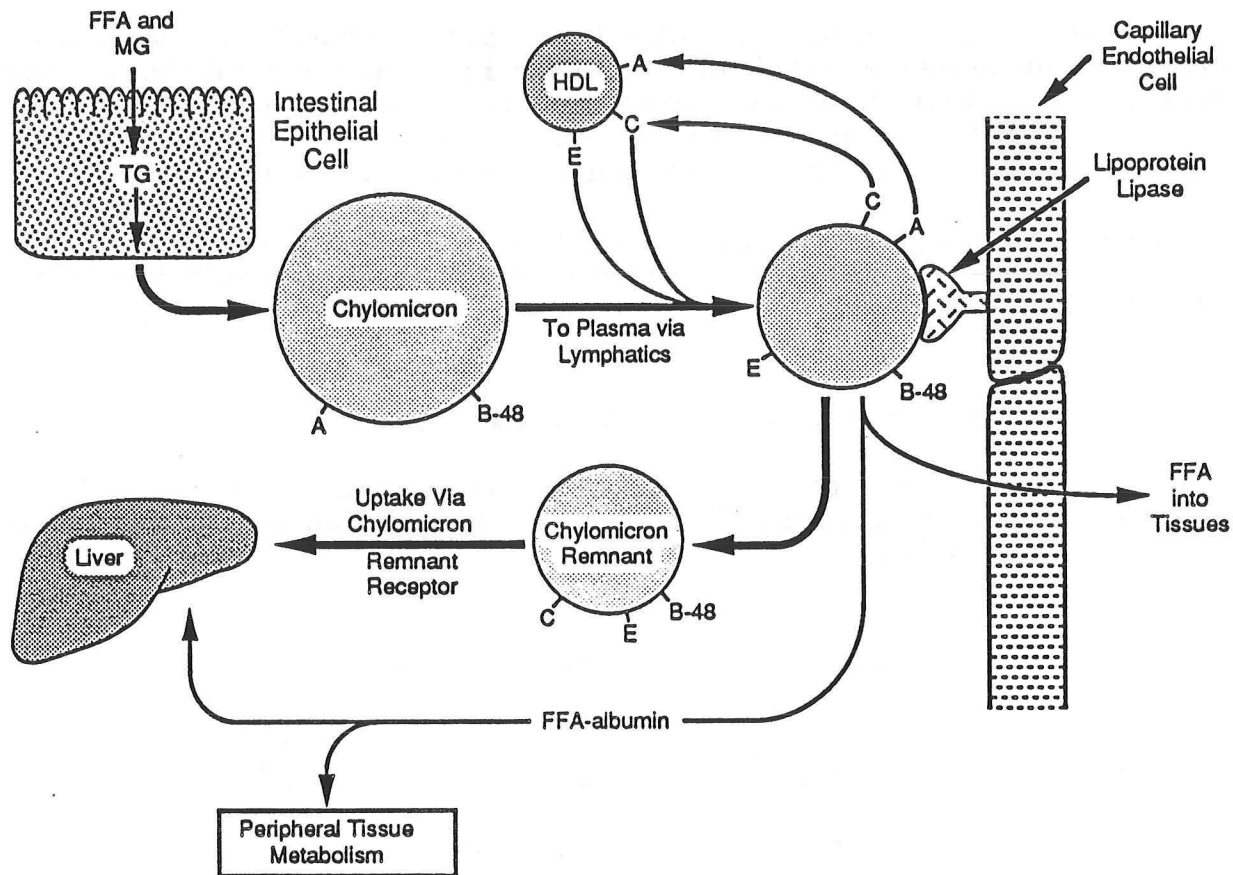 FFA and
MG
TG
Intestinal
Epithelial
Cell
HDL
A
C
E
Capillary
Endothelial
Cell
Lipoprotein
Lipase
Chylomicron
A
B-48
To Plasma via
Lymphatics
C
A
E
B-48
FFA
into
Tissues
Liver
Uptake Via
Chylomicron
Remnant
Receptor
Chylomicron
Remnant
C
E
B-48
FFA-albumin
Peripheral Tissue
Metabolism